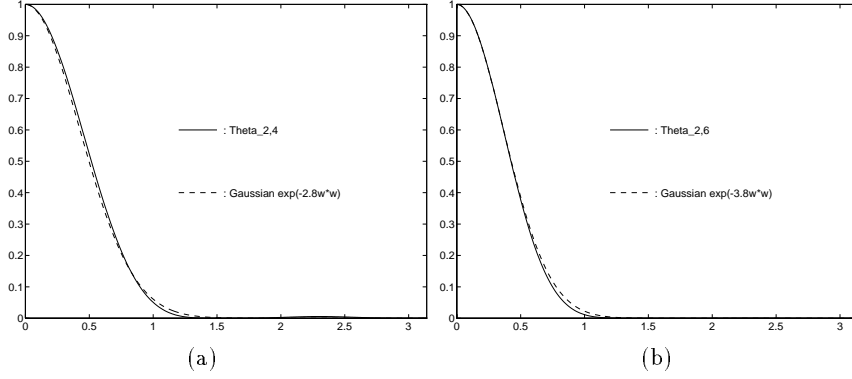 1
0.9
0.8
0.7
0.6
0.5
0.4
0.3
0.2
0.1
0
0 0.5 1 1.5 2 2.5 3
: Theta_2,4
: Gaussian exp(-2.8w*w)
(a)
1
0.9
0.8
0.7
0.6
0.5
0.4
0.3
0.2
0.1
0
0 0.5 1 1.5 2 2.5 3
: Theta_2,6
: Gaussian exp(-3.8w*w)
(b)